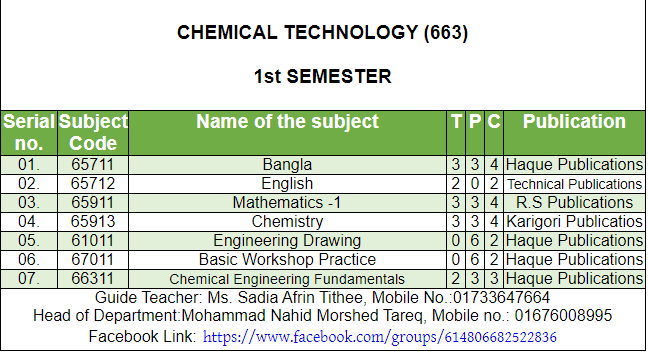 CHEMICAL TECHNOLOGY (663)
1st SEMESTER
Serial no. Subject Code Name of the subject T P C Publication
01. 65711 Bangla 3 3 4 Haque Publications
02. 65712 English 2 0 2 Technical Publications
03. 65911 Mathematics -1 3 3 4 R.S Publications
04. 65913 Chemistry 3 3 4 Karigori Publicatios
05. 61011 Engineering Drawing 0 6 2 Haque Publications
06. 67011 Basic Workshop Practice 0 6 2 Haque Publications
07. 66311 Chemical Engineering Fundamentals 2 3 3 Haque Publications
Guide Teacher: Ms. Sadia Afrin Tithee, Mobile No.:01733647664
Head of Department:Mohammad Nahid Morshed Tareq, Mobile no.: 01676008995
Facebook Link: https://www.facebook.com/groups/614806682522836